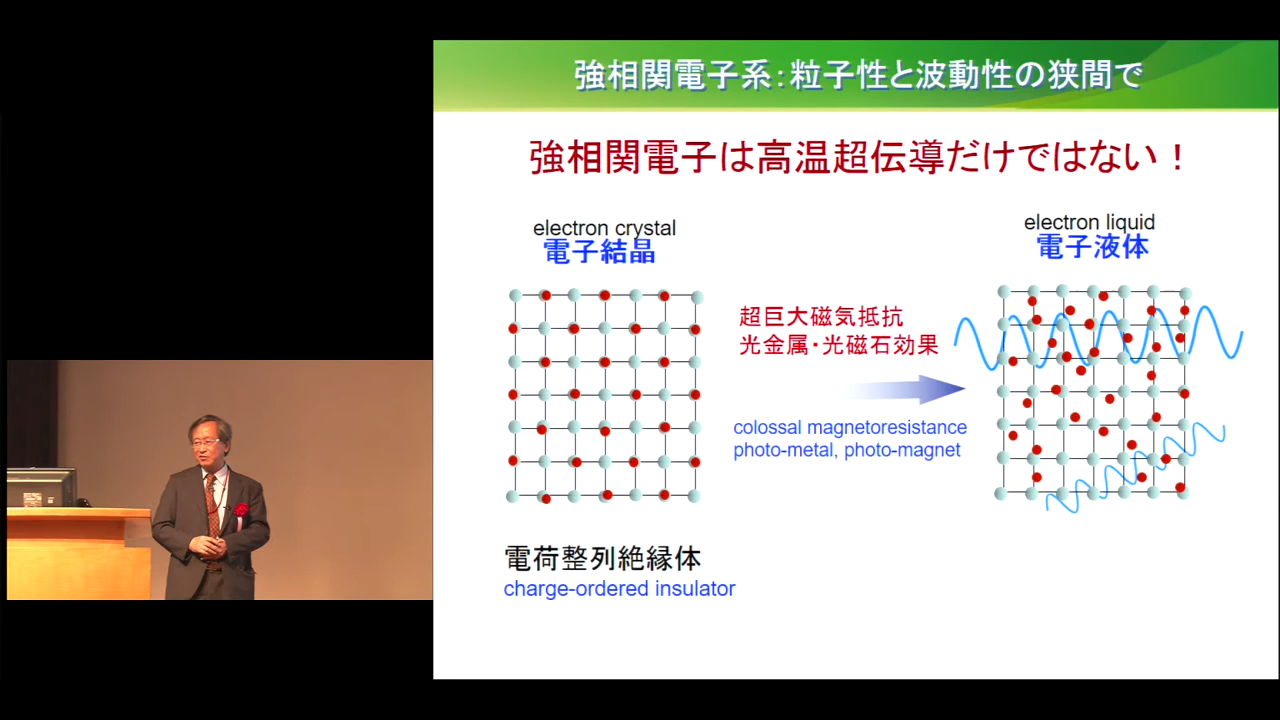 強相関電子系：粒子性と波動性の狭間で
強相関電子は高温超伝導だけではない！
electron crystal
電子結晶
electron liquid
電子液体
超巨大磁気抵抗
光金属・光磁石効果
colossal magnetoresistance
photo-metal, photo-magnet
電荷整列絶縁体
charge-ordered insulator